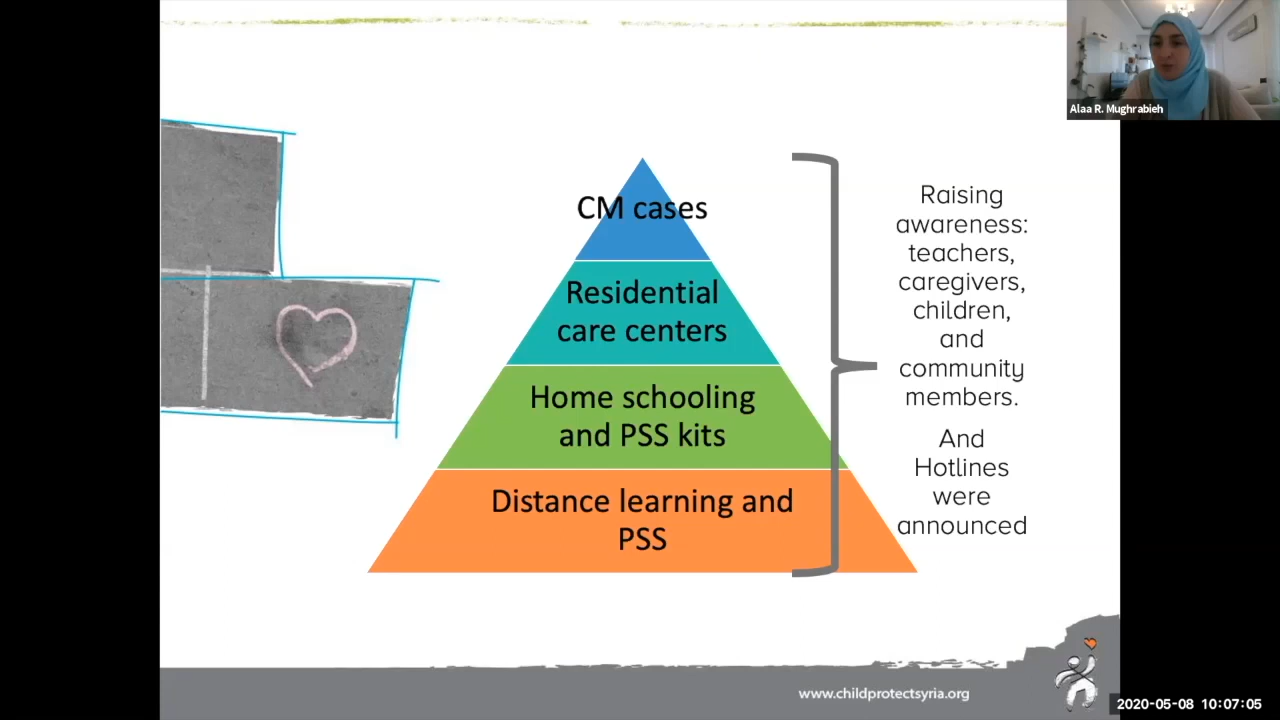 Alaa R. Mughrabieh
CM cases
Residential
care centers
Home schooling
and PSS kits
Distance learning and
PSS
Raising
awareness:
teachers,
caregivers,
children,
and
community
members.
And
Hotlines
were
announced
www.childprotectsyria.org
2020-05-08 10:07:05